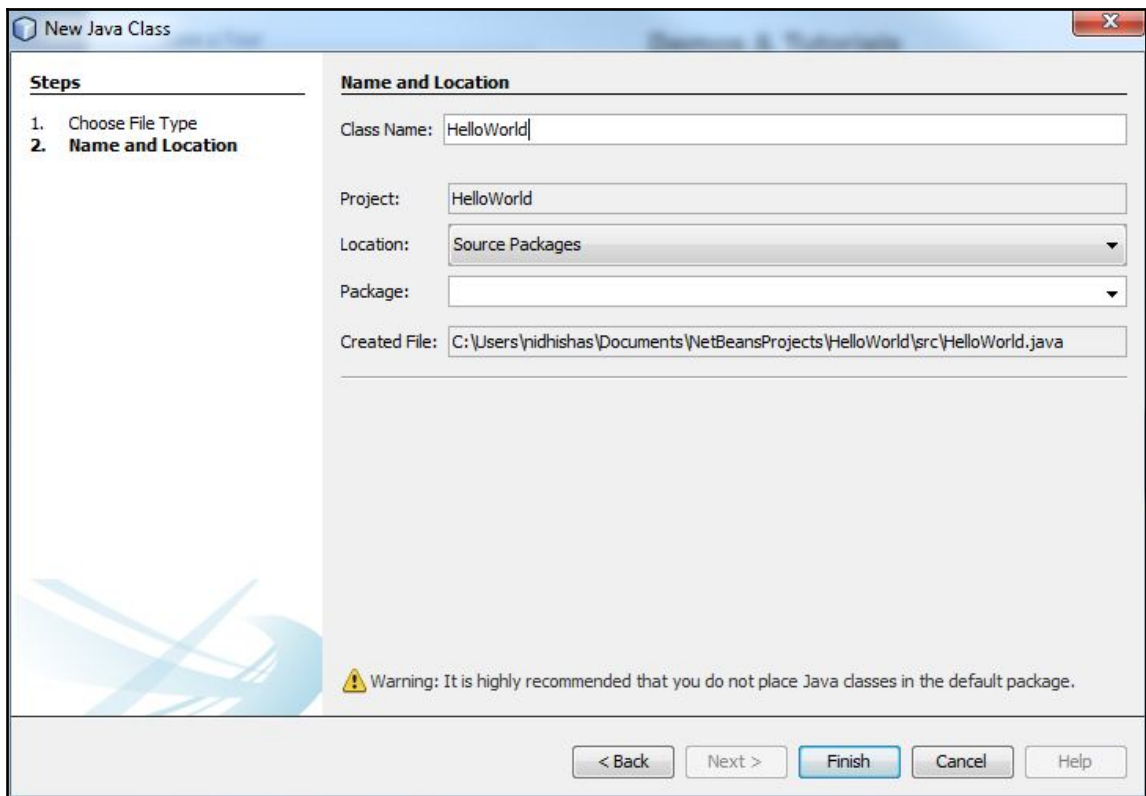 New Java Class
Demos & Tutorials
Steps
1. Choose File Type
2. Name and Location
Name and Location
Class Name: HelloWorld
Project: HelloWorld
Location: Source Packages
Package:
Created File: C:\Users\nidhishas\Documents\NetBeansProjects\HelloWorld\src\HelloWorld.java
Warning: It is highly recommended that you do not place Java classes in the default package.
< Back Next > Finish Cancel Help